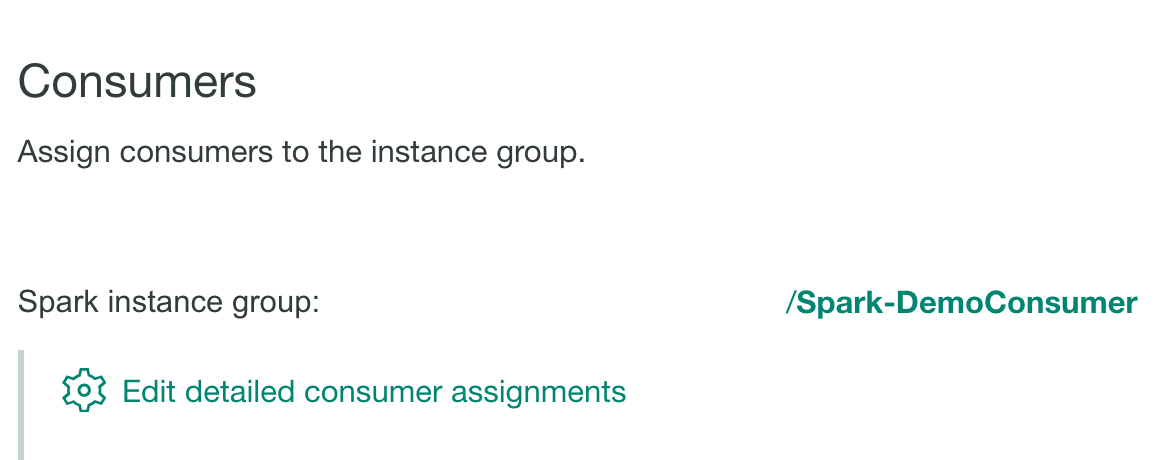 Consumers
Assign consumers to the instance group.
Spark instance group: /Spark-DemoConsumer
Edit detailed consumer assignments